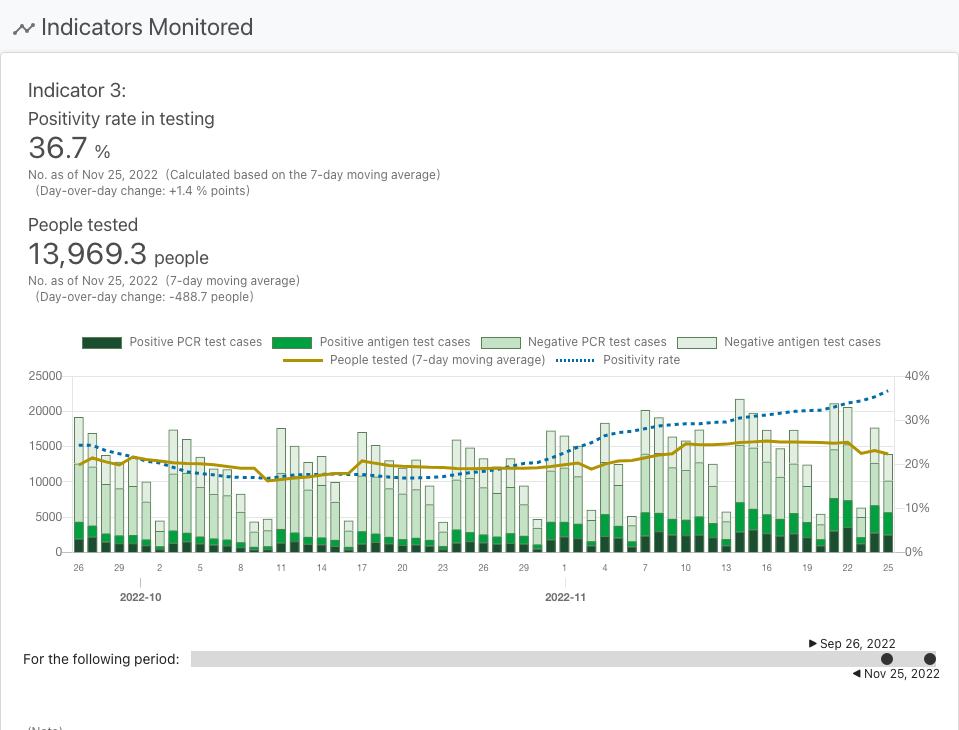 Indicators Monitored
Indicator 3:
Positivity rate in testing
36.7 %
No. as of Nov 25, 2022 (Calculated based on the 7-day moving average)
(Day-over-day change: +1.4 % points)
People tested
13,969.3 people
No. as of Nov 25, 2022 (7-day moving average)
(Day-over-day change: -488.7 people)
Positive PCR test cases Positive antigen test cases Negative PCR test cases Negative antigen test cases
People tested (7-day moving average) Positivity rate
25000 40%
20000 30%
15000
20%
10000
10%
5000
0 0%
26 29 2 5 8 11 14 17 20 23 26 29 1 4 7 10 13 16 19 22 25
2022-10 2022-11
▶ Sep 26, 2022
For the following period:
◀ Nov 25, 2022